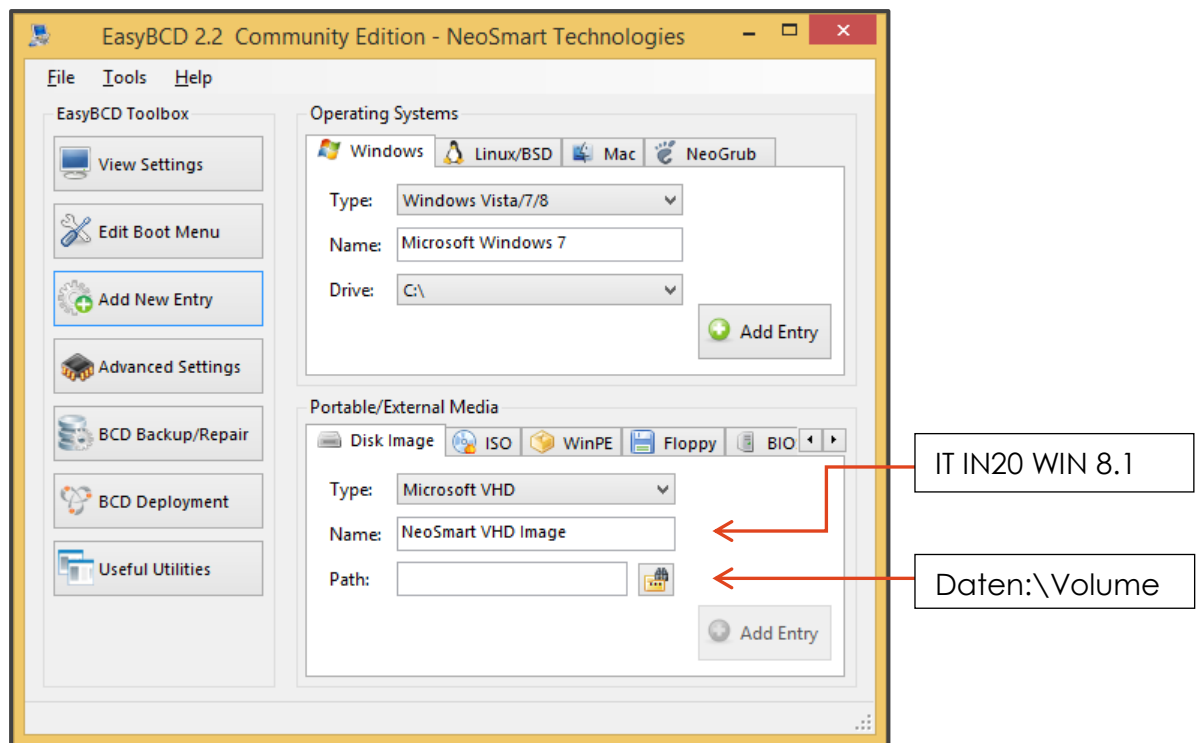 EasyBCD 2.2 Community Edition - NeoSmart Technologies
File Tools Help
EasyBCD Toolbox
View Settings
Edit Boot Menu
Add New Entry
Advanced Settings
BCD Backup/Repair
BCD Deployment
Useful Utilities
Operating Systems
Windows Linux/BSD Mac NeoGrub
Type: Windows Vista/7/8
Name: Microsoft Windows 7
Drive: C:\
Add Entry
Portable/External Media
Disk Image ISO WinPE Floppy BIO
Type: Microsoft VHD
Name: NeoSmart VHD Image
Path:
Add Entry
IT IN20 WIN 8.1
Daten:\Volume